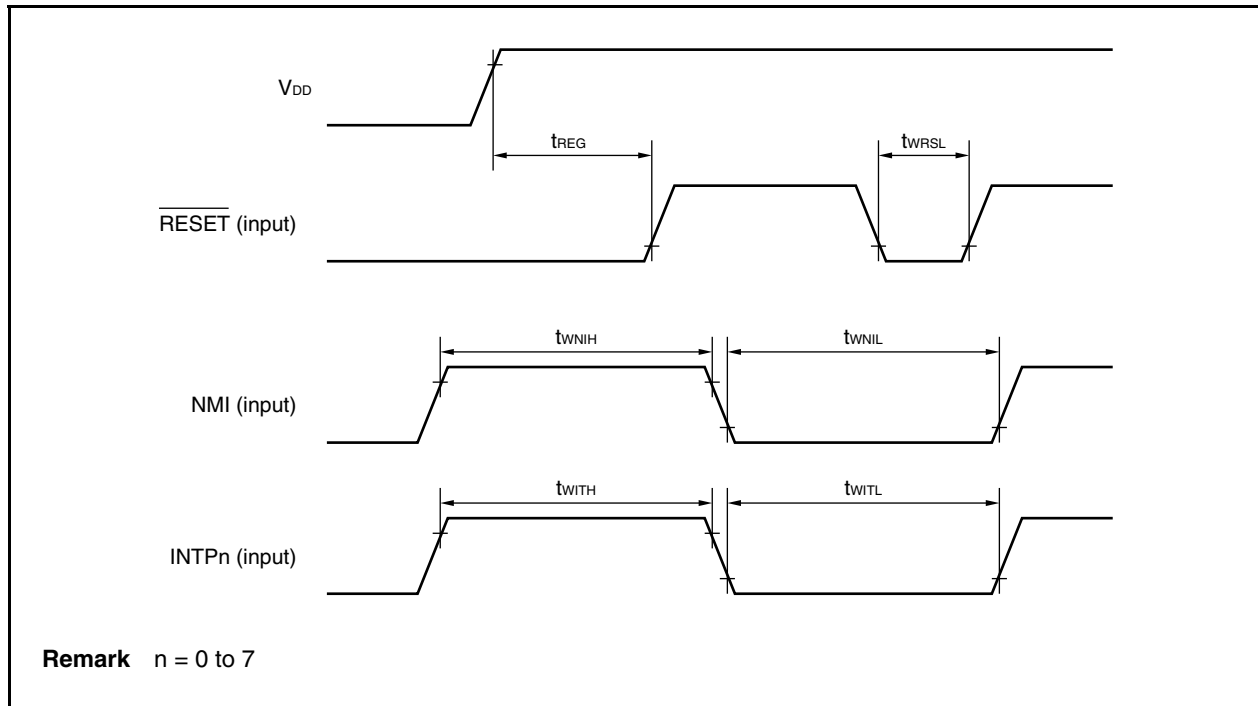 VDD
tREG
tWRSL
RESET (input)
tWNIH
tWNIL
NMI (input)
tWITH
tWITL
INTPn (input)
Remark n = 0 to 7